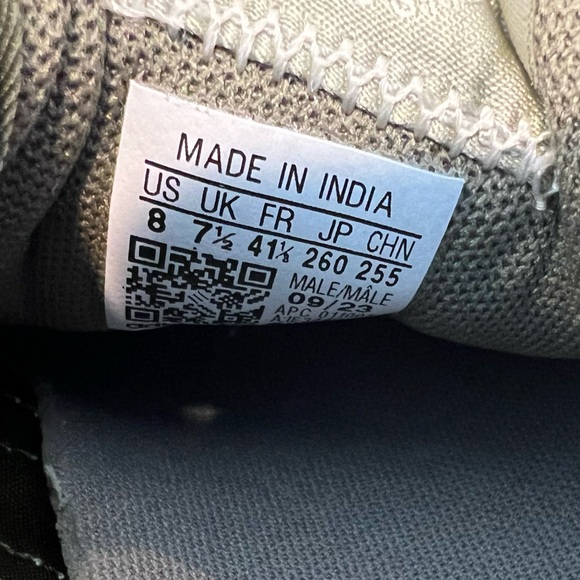 MADE IN INDIA
US UK FR JP CHN
8 7½ 41⅓ 260 255
MALE/MÂLE
09/23
APC